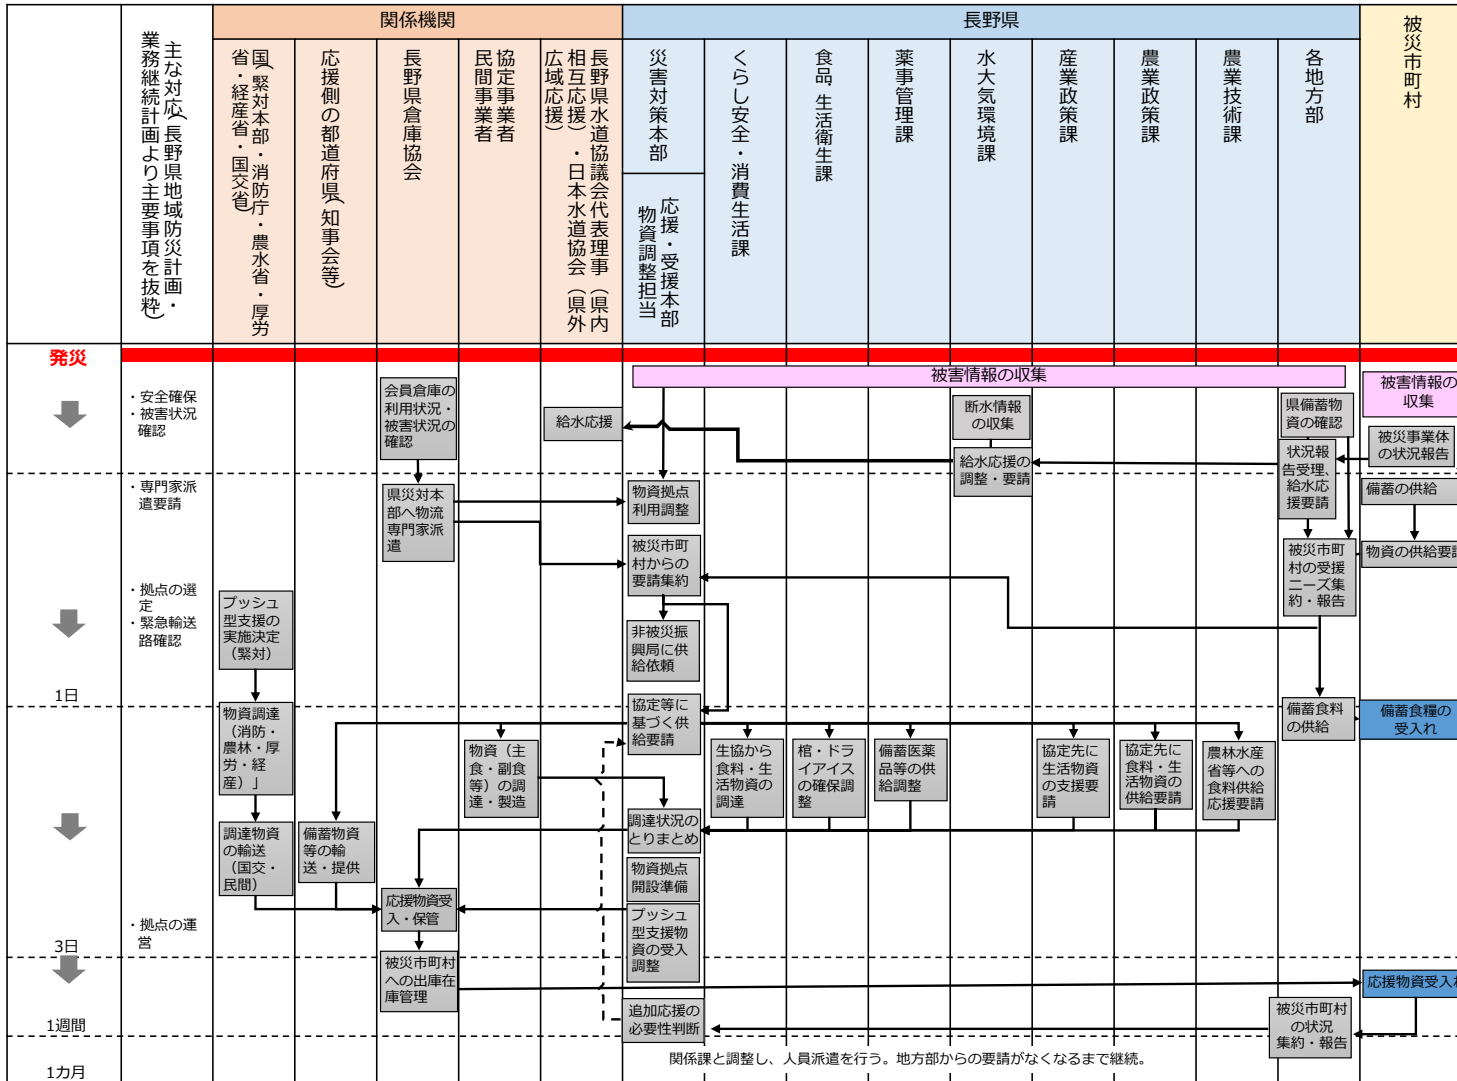 関係機関
長野県
主な対応(長野県地域防災計画・
業務継続計画より主要事項を抜粋)
国(緊対本部・消防庁・農水省・厚労
省・経産省・国交省)
応援側の都道府県(知事会等)
長野県倉庫協会
協定事業者
民間事業者
長野県水道協議会代表理事(県内
相互応援)・日本水道協会(県外
広域応援)
災害対策本部
応援・受援本部
物資調整担当
くらし安全・消費生活課
食品 生活衛生課
薬事管理課
水大気環境課
産業政策課
農業政策課
農業技術課
各地方部
被災市町村
発災
被害情報の収集
被害情報の
収集
・安全確保
・被害状況
確認
会員倉庫の
利用状況・
被害状況の
確認
給水応援
断水情報
の収集
県備蓄物
資の確認
被災事業体
の状況報告
給水応援の
調整・要請
状況報
告受理、
給水応
援要請
・専門家派
遣要請
県災対本
部へ物流
専門家派
遣
物資拠点
利用調整
備蓄の供給
被災市町
村からの
要請集約
被災市町
村の受援
ニーズ集
約・報告
物資の供給要請
・拠点の選
定
・緊急輸送
路確認
プッシュ
型支援の
実施決定
(緊対)
非被災振
興局に供
給依頼
1日
物資調達
(消防・
農林・厚
労・経
産)」
協定等に
基づく供
給要請
備蓄食料
の供給
備蓄食糧の
受入れ
物資(主
食・副食
等)の調
達・製造
生協から
食料・生
活物資の
調達
棺・ドラ
イアイス
の確保調
整
備蓄医薬
品等の供
給調整
協定先に
生活物資
の支援要
請
協定先に
食料・生
活物資の
供給要請
農林水産
省等への
食料供給
応援要請
調達物資
の輸送
(国交・
民間)
備蓄物資
等の輸
送・提供
調達状況の
とりまとめ
物資拠点
開設準備
応援物資受
入・保管
プッシュ
型支援物
資の受入
調整
・拠点の運
営
3日
被災市町村
への出庫在
庫管理
応援物資受入れ
追加応援の
必要性判断
被災市町村
の状況
集約・報告
1週間
関係課と調整し、人員派遣を行う。地方部からの要請がなくなるまで継続。
1カ月